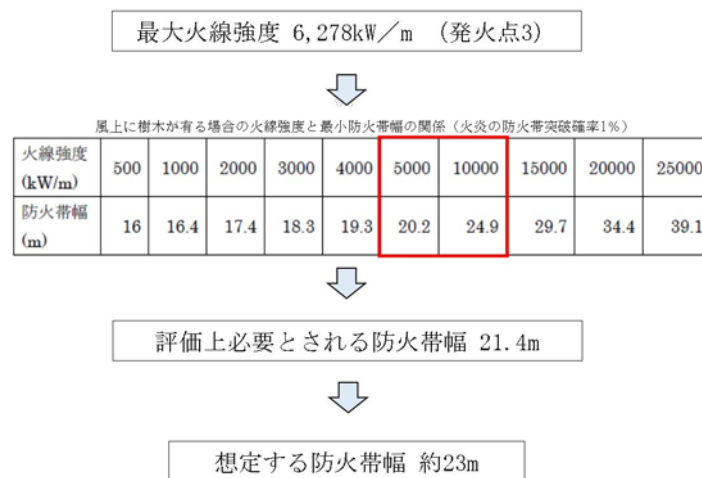 最大火線強度 6,278kW／m （発火点3）
風上に樹木が有る場合の火線強度と最小防火帯幅の関係（火炎の防火帯突破確率1％）
火線強度(kW/m) 500 1000 2000 3000 4000 5000 10000 15000 20000 25000
防火帯幅(m) 16 16.4 17.4 18.3 19.3 20.2 24.9 29.7 34.4 39.1
評価上必要とされる防火帯幅 21.4m
想定する防火帯幅 約23m